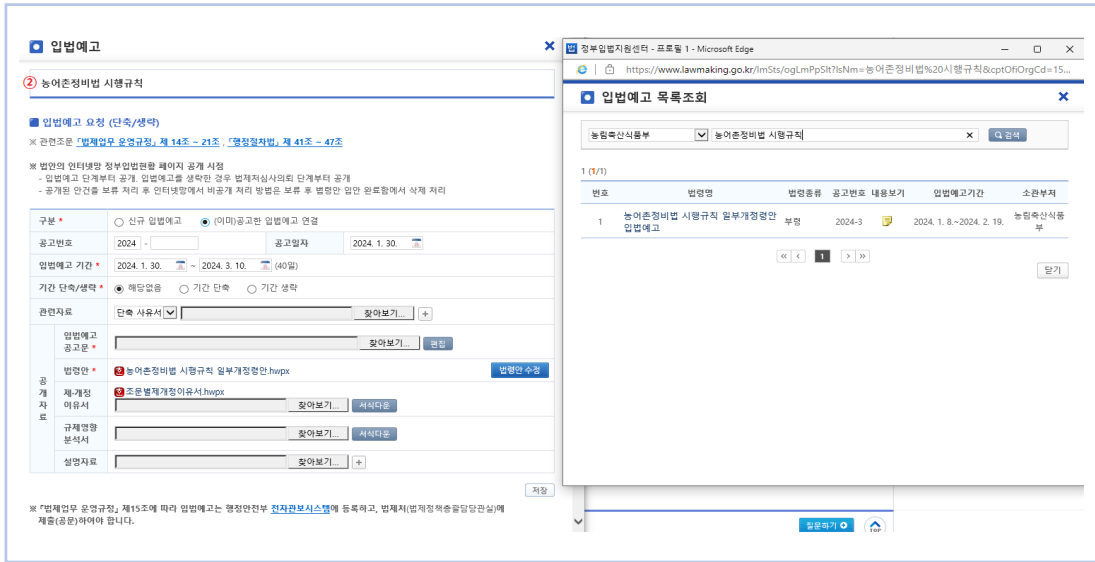 입법예고
② 농어촌정비법 시행규칙
입법예고 요청 (단축/생략)
※ 관련조문 「법제업무 운영규정」 제 14조 – 21조 , 「행정절차법」 제 41조 – 47조
※ 법안의 인터넷망 정부입법현황 페이지 공개 시점
- 입법예고 단계부터 공개. 입법예고를 생략한 경우 법제처심사의뢰 단계부터 공개
- 공개된 안건을 보류 처리 후 인터넷망에서 비공개 처리 방법은 보류 후 법령안 입안 완료함에서 삭제 처리
구분 * 신규 입법예고 (이미)공고한 입법예고 연결
공고번호 2024 - 공고일자 2024. 1. 30.
입법예고 기간 * 2024. 1. 30. ~ 2024. 3. 10. (40일)
기간 단축/생략 * 해당없음 기간 단축 기간 생략
관련자료 단축 사유서 찾아보기... +
공개자료
입법예고 공고문 * 찾아보기... 편집
법령안 * 농어촌정비법 시행규칙 일부개정령안.hwpx 법령안 수정
제·개정 이유서 조문별제개정이유서.hwpx
찾아보기... 서식다운
규제영향 분석서 찾아보기... 서식다운
설명자료 찾아보기... +
저장
※ 「법제업무 운영규정」 제15조에 따라 입법예고는 행정안전부 전자관보시스템에 등록하고, 법제처(법제정책총괄담당관실)에
제출(공문)하여야 합니다.
법 정부입법지원센터 - 프로필 1 - Microsoft Edge
https://www.lawmaking.go.kr/lmSts/ogLmPpSlt?lsNm=농어촌정비법%20시행규칙&cptOfiOrgCd=15...
입법예고 목록조회
농림축산식품부 농어촌정비법 시행규칙 검색
1 (1/1)
번호 법령명 법령종류 공고번호 내용보기 입법예고기간 소관부처
1 농어촌정비법 시행규칙 일부개정령안 입법예고 부령 2024-3 2024. 1. 8.~2024. 2. 19. 농림축산식품부
1
닫기
질문하기
TOP